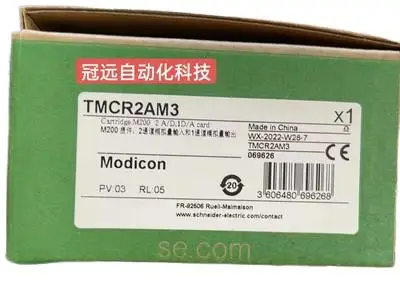 冠远自动化科技
TMCR2AM3
x1
Cartridge.M200 2 A/D,1D/A card
M200 组件，2通道模拟量输入和1通道模拟量输出
Made in China
WX-2022-W28-7
TMCR2AM3
069626
Modicon
PV:03 RL:05
20
3 606480 696268
FR-92506 Rueil-Malmaison
www.schneider-electric.com/contact
se.com